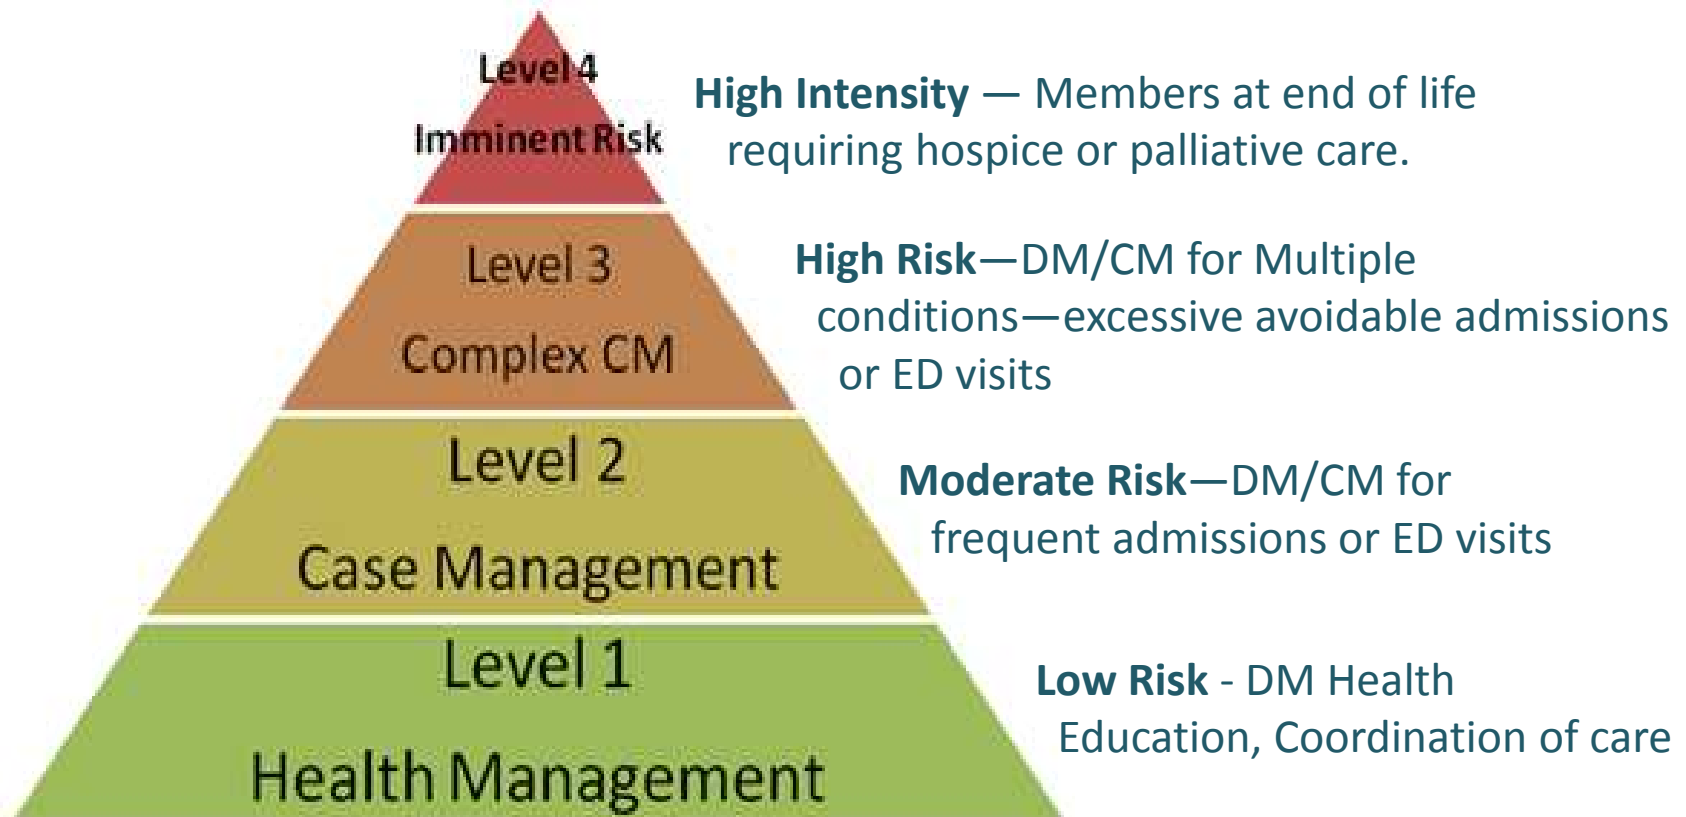 Level 4
Imminent Risk
High Intensity — Members at end of life
requiring hospice or palliative care.
Level 3
Complex CM
High Risk—DM/CM for Multiple
conditions—excessive avoidable admissions
or ED visits
Level 2
Case Management
Moderate Risk—DM/CM for
frequent admissions or ED visits
Level 1
Health Management
Low Risk - DM Health
Education, Coordination of care